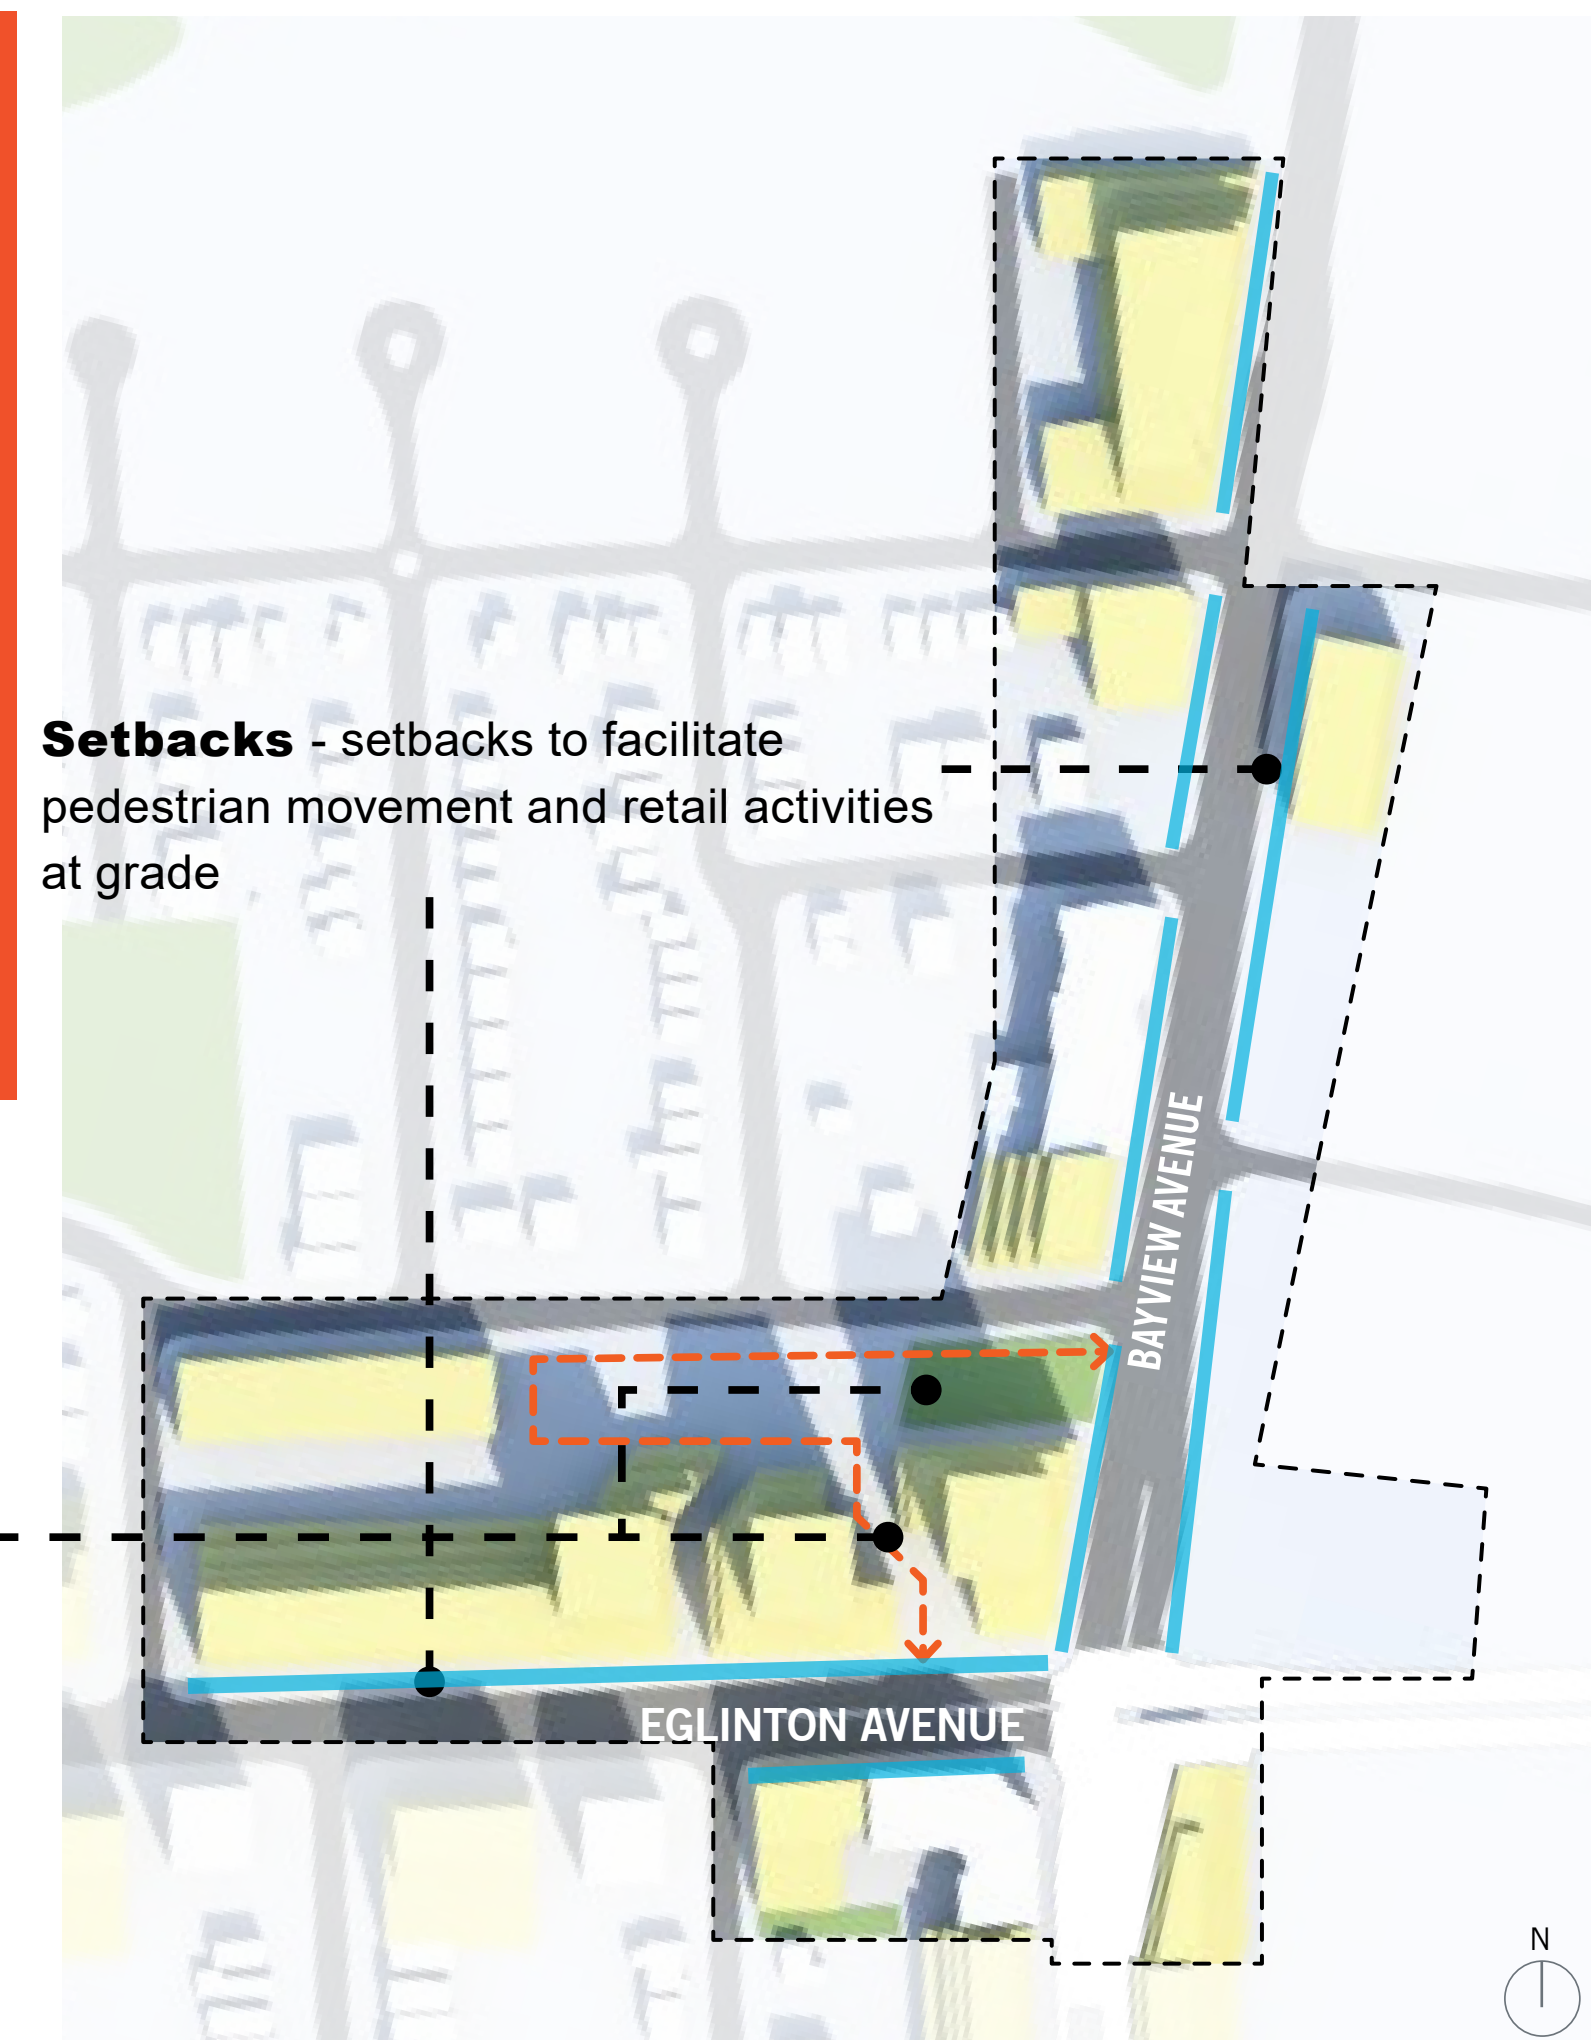 Setbacks - setbacks to facilitate
pedestrian movement and retail activities
at grade
BAYVIEW AVENUE
EGLINTON AVENUE
N